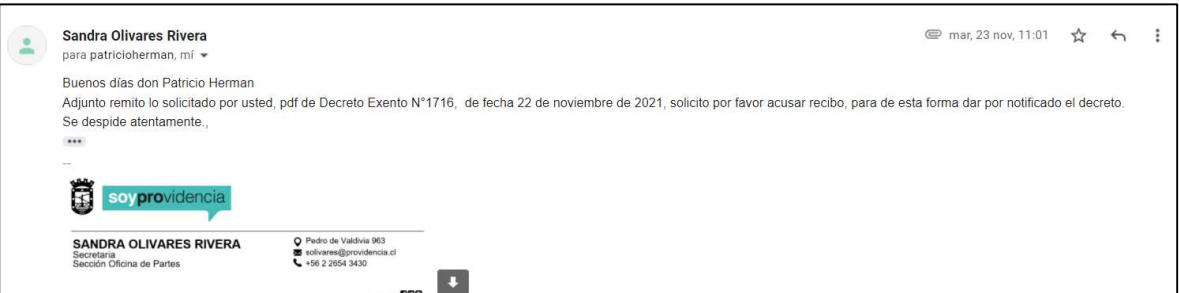 Sandra Olivares Rivera
mar, 23 nov, 11:01
para patricioherman, mí
Buenos días don Patricio Herman
Adjunto remito lo solicitado por usted, pdf de Decreto Exento N°1716, de fecha 22 de noviembre de 2021, solicito por favor acusar recibo, para de esta forma dar por notificado el decreto.
Se despide atentamente.,
--
soyprovidencia
SANDRA OLIVARES RIVERA
Secretaria
Sección Oficina de Partes
Pedro de Valdivia 963
solivares@providencia.cl
+56 2 2654 3430